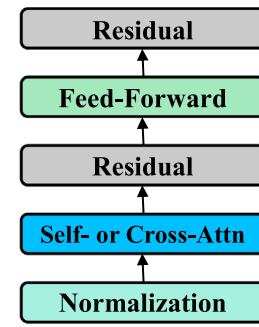 Residual
Feed-Forward
Residual
Self- or Cross-Attn
Normalization